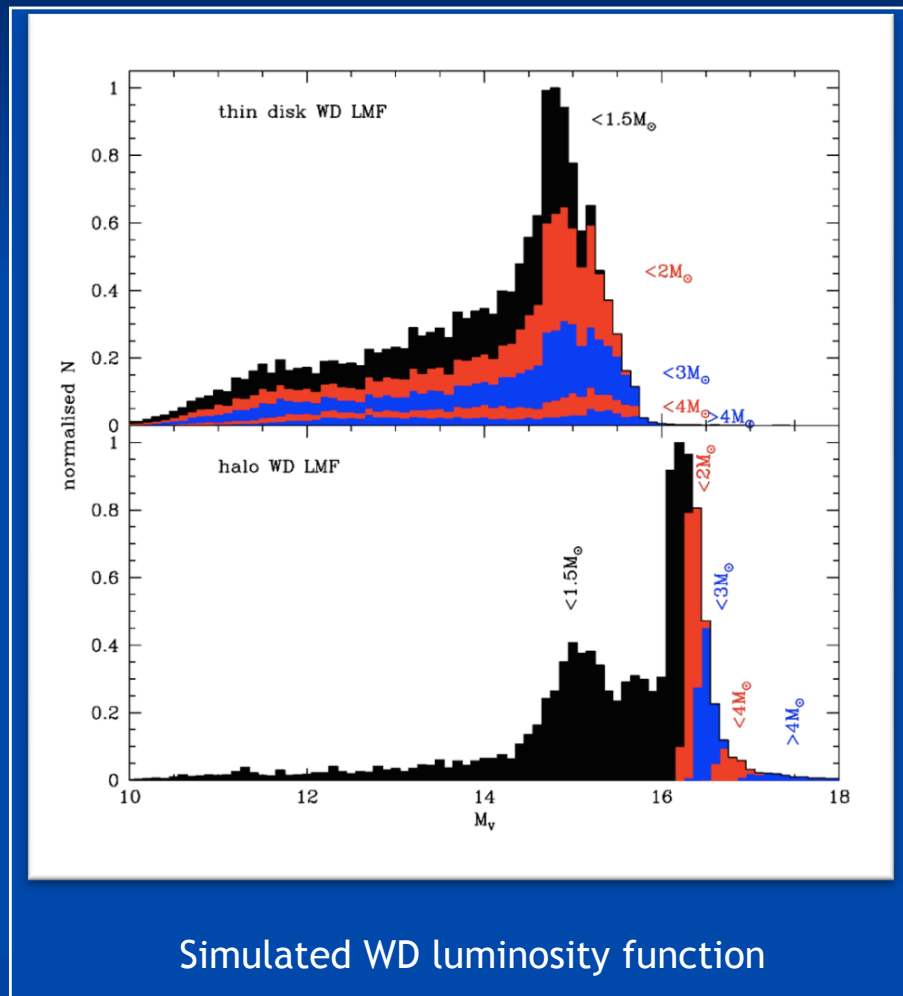 thin disk WD LMF
<1.5M☉
<2M☉
<3M☉
<4M☉
>4M☉
1
0.8
0.6
0.4
0.2
0
normalised N
halo WD LMF
<1.5M☉
<2M☉
<3M☉
<4M☉
>4M☉
1
0.8
0.6
0.4
0.2
0
10 12 14 16 18
Mv
Simulated WD luminosity function